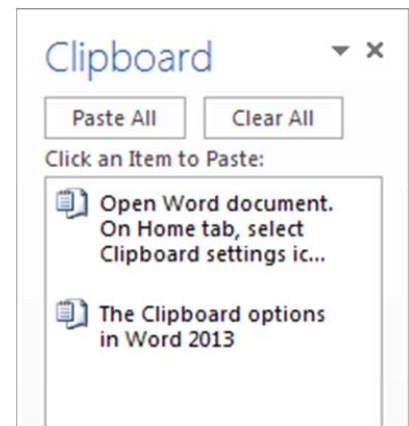 Clipboard
Paste All
Clear All
Click an Item to Paste:
Open Word document.
On Home tab, select
Clipboard settings ic...
The Clipboard options
in Word 2013